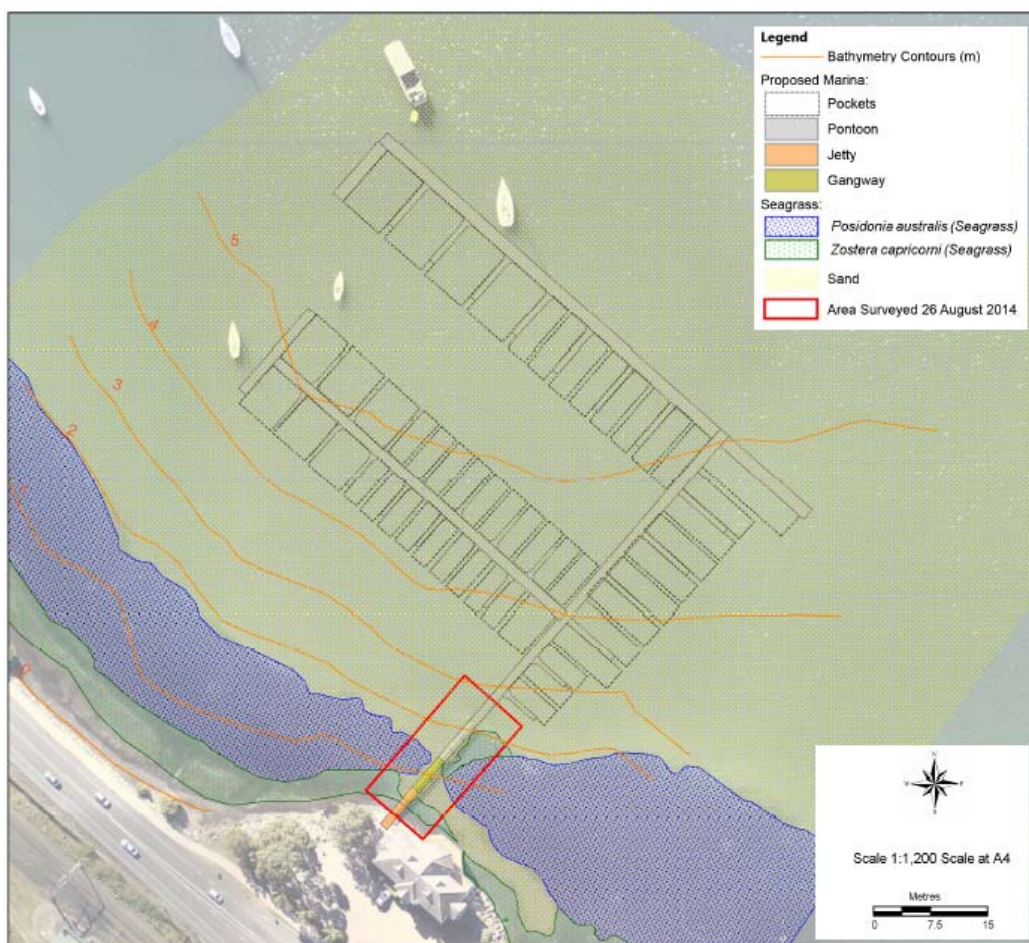 Legend
Bathymetry Contours (m)
Proposed Marina:
Pockets
Pontoon
Jetty
Gangway
Seagrass:
Posidonia australis (Seagrass)
Zostera capricorni (Seagrass)
Sand
Area Surveyed 26 August 2014
5
4
3
2
1
0
N
W
E
S
Scale 1:1,200 Scale at A4
Metres
0 7.5 15